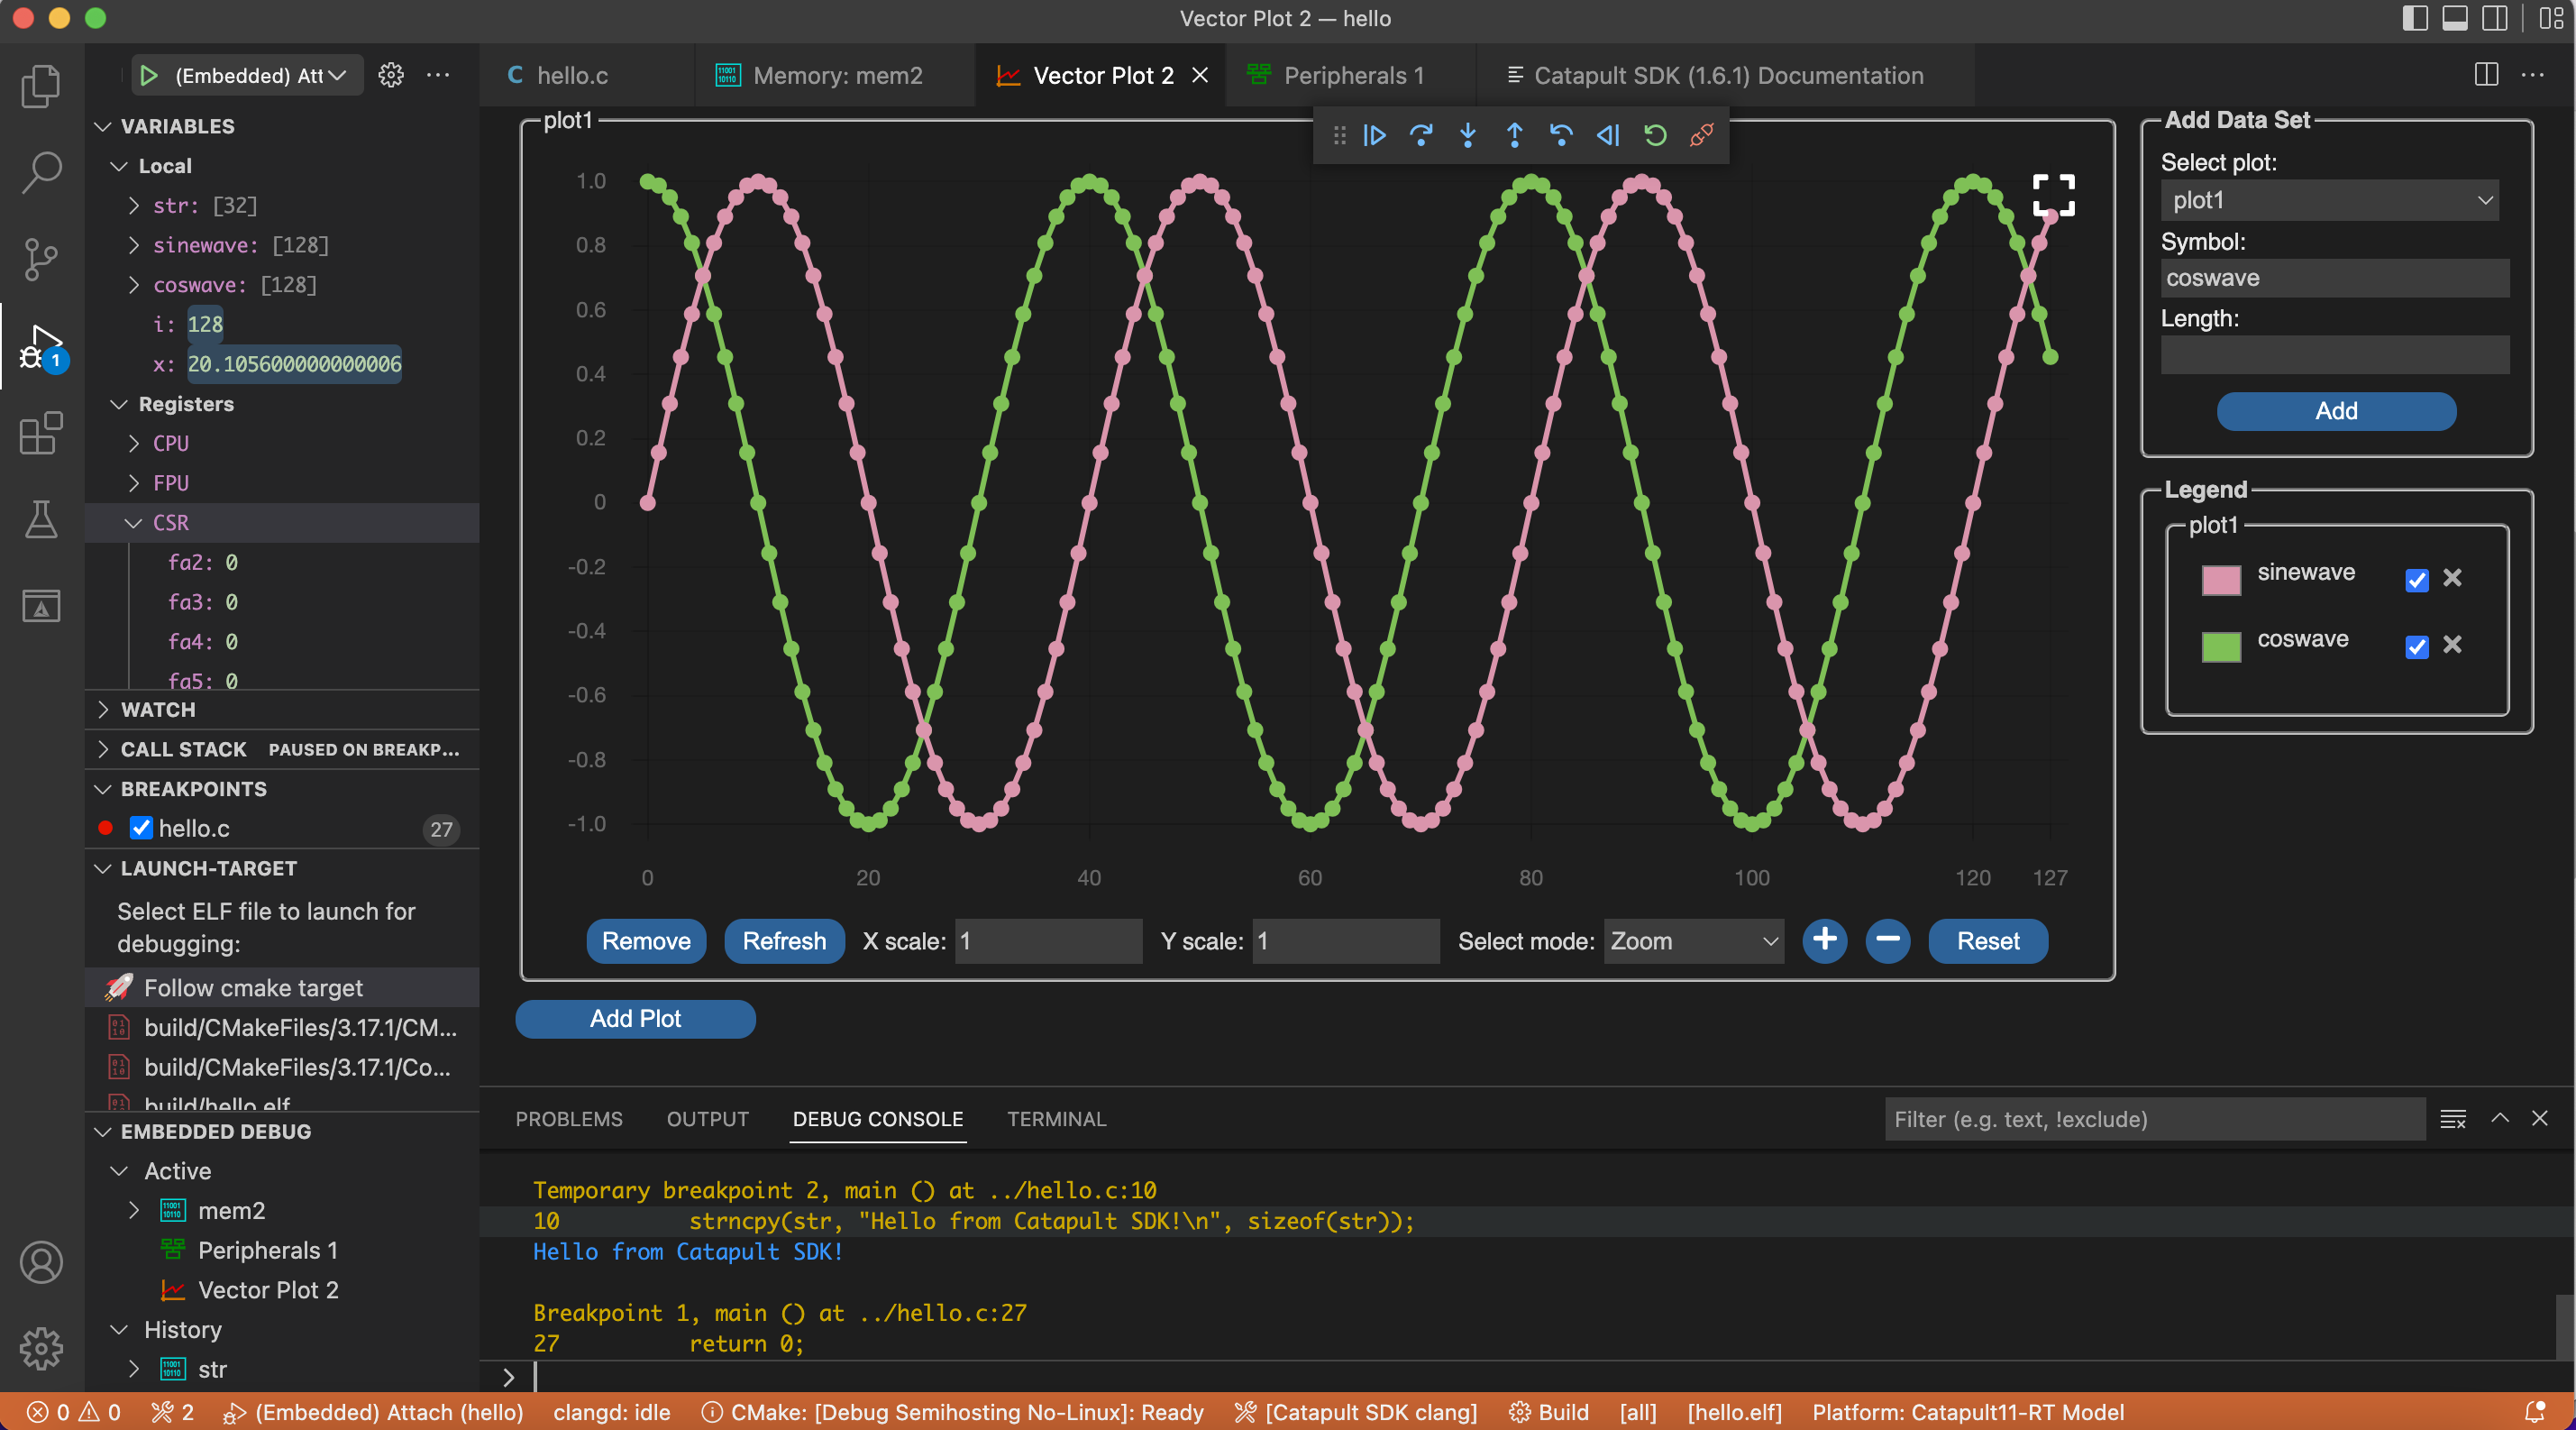 Vector Plot 2 — hello
(Embedded) Att
hello.c
Memory: mem2
Vector Plot 2
Peripherals 1
Catapult SDK (1.6.1) Documentation
VARIABLES
Local
str: [32]
sinewave: [128]
coswave: [128]
i: 128
x: 20.105600000000006
Registers
CPU
FPU
CSR
fa2: 0
fa3: 0
fa4: 0
fa5: 0
WATCH
CALL STACK PAUSED ON BREAKP...
BREAKPOINTS
hello.c 27
LAUNCH-TARGET
Select ELF file to launch for
debugging:
Follow cmake target
build/CMakeFiles/3.17.1/CM...
build/CMakeFiles/3.17.1/Co...
build/hello.elf
EMBEDDED DEBUG
Active
mem2
Peripherals 1
Vector Plot 2
History
str
plot1
1.0
0.8
0.6
0.4
0.2
0
-0.2
-0.4
-0.6
-0.8
-1.0
0 20 40 60 80 100 120 127
Remove Refresh X scale: 1 Y scale: 1 Select mode: Zoom Reset
Add Plot
Add Data Set
Select plot:
plot1
Symbol:
coswave
Length:
Add
Legend
plot1
sinewave
coswave
PROBLEMS OUTPUT DEBUG CONSOLE TERMINAL
Filter (e.g. text, !exclude)
Temporary breakpoint 2, main () at ../hello.c:10
10 strncpy(str, "Hello from Catapult SDK!\n", sizeof(str));
Hello from Catapult SDK!
Breakpoint 1, main () at ../hello.c:27
27 return 0;
0 0 2 (Embedded) Attach (hello) clangd: idle CMake: [Debug Semihosting No-Linux]: Ready [Catapult SDK clang] Build [all] [hello.elf] Platform: Catapult11-RT Model